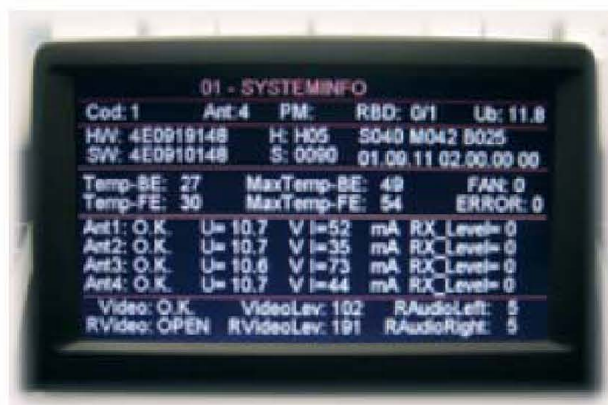 01 - SYSTEMINFO
Cod: 1 Ant:4 PM: RBD: 0/1 Ub: 11.8
HW: 4E0919148 H: H05 S040 M042 B025
SW: 4E0910148 S: 0090 01.09.11 02.00.00 00
Temp-BE: 27 MaxTemp-BE: 49 FAN: 0
Temp-FE: 30 MaxTemp-FE: 54 ERROR: 0
Ant1: O.K. U= 10.7 V I=52 mA RX_Level= 0
Ant2: O.K. U= 10.7 V I=35 mA RX_Level= 0
Ant3: O.K. U= 10.6 V I=73 mA RX_Level= 0
Ant4: O.K. U= 10.7 V I=44 mA RX_Level= 0
Video: O.K. VideoLev: 102 RAudioLeft: 5
RVideo: OPEN RVideoLev: 191 RAudioRight: 5